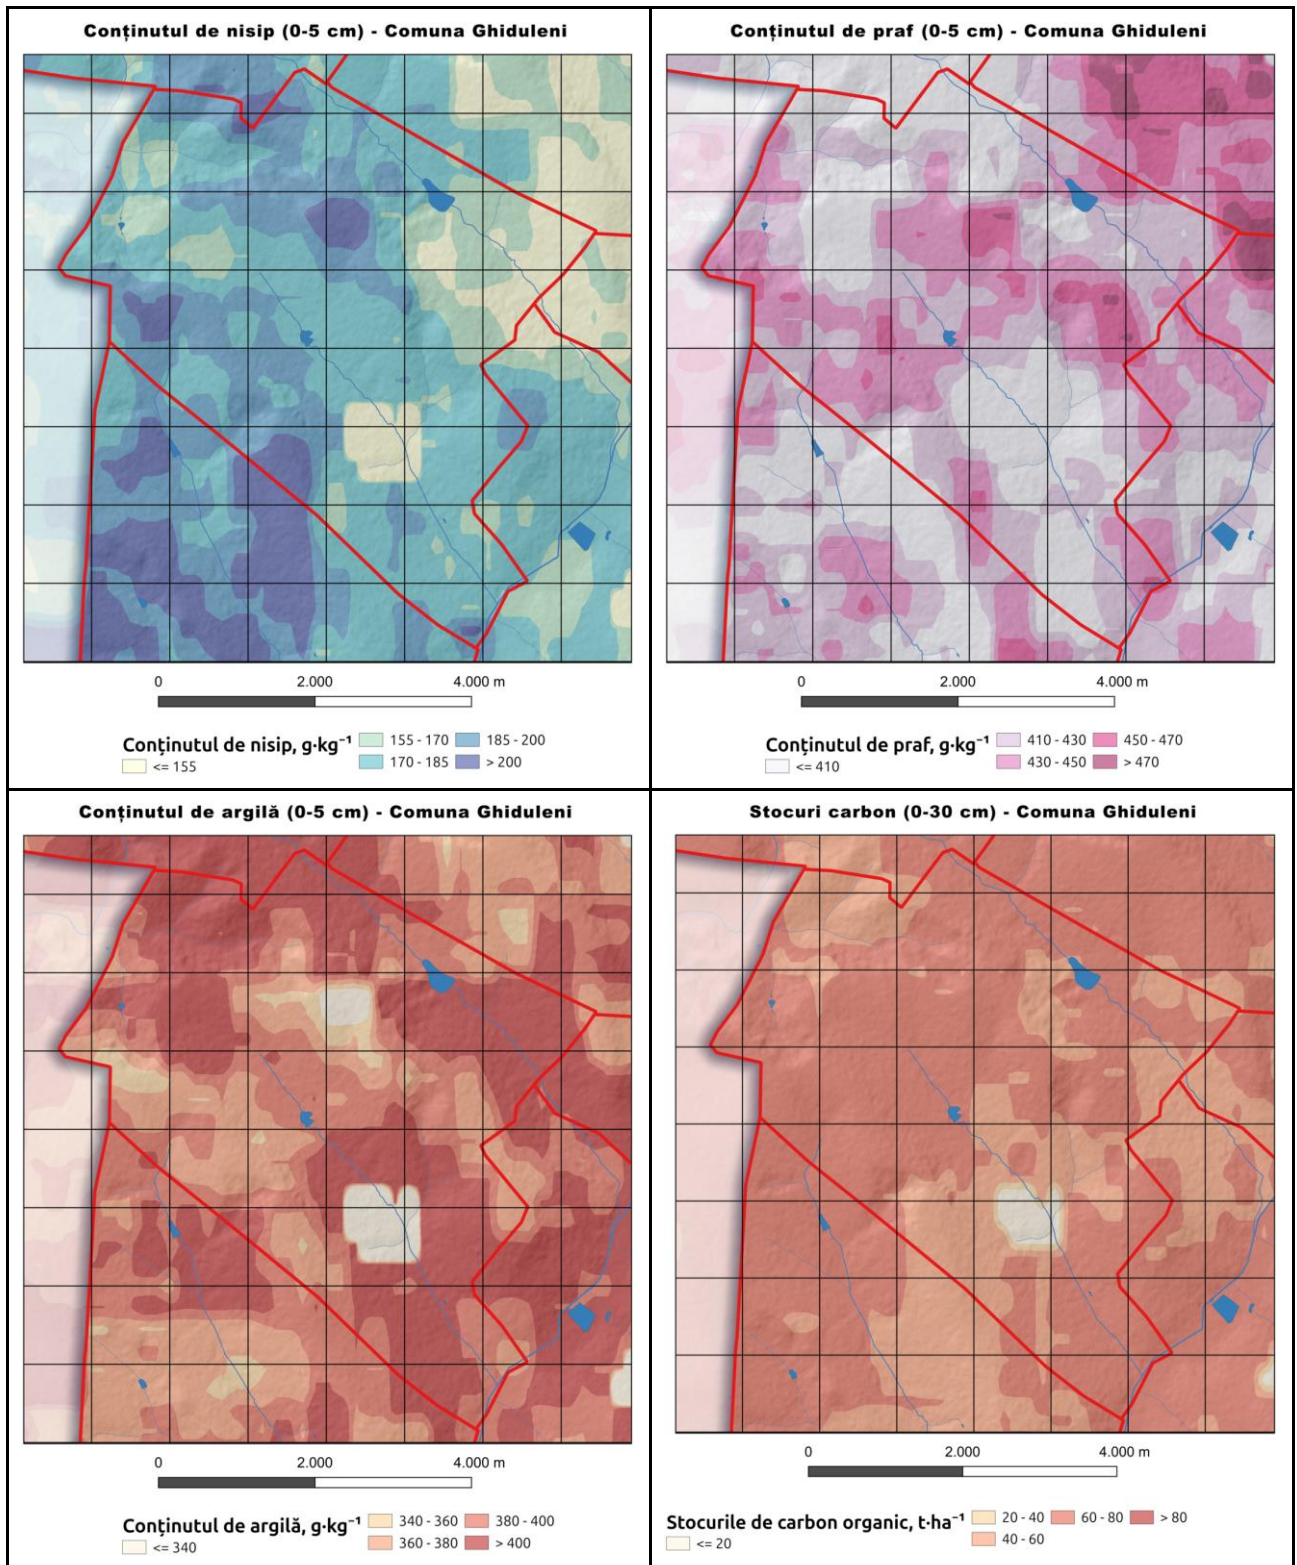 Conținutul de nisip (0-5 cm) - Comuna Ghiduleni
0 2.000 4.000 m
Conținutul de nisip, g·kg⁻¹
<= 155
155 - 170
170 - 185
185 - 200
> 200
Conținutul de praf (0-5 cm) - Comuna Ghiduleni
0 2.000 4.000 m
Conținutul de praf, g·kg⁻¹
<= 410
410 - 430
430 - 450
450 - 470
> 470
Conținutul de argilă (0-5 cm) - Comuna Ghiduleni
0 2.000 4.000 m
Conținutul de argilă, g·kg⁻¹
<= 340
340 - 360
360 - 380
380 - 400
> 400
Stocuri carbon (0-30 cm) - Comuna Ghiduleni
0 2.000 4.000 m
Stocurile de carbon organic, t·ha⁻¹
<= 20
20 - 40
40 - 60
60 - 80
> 80